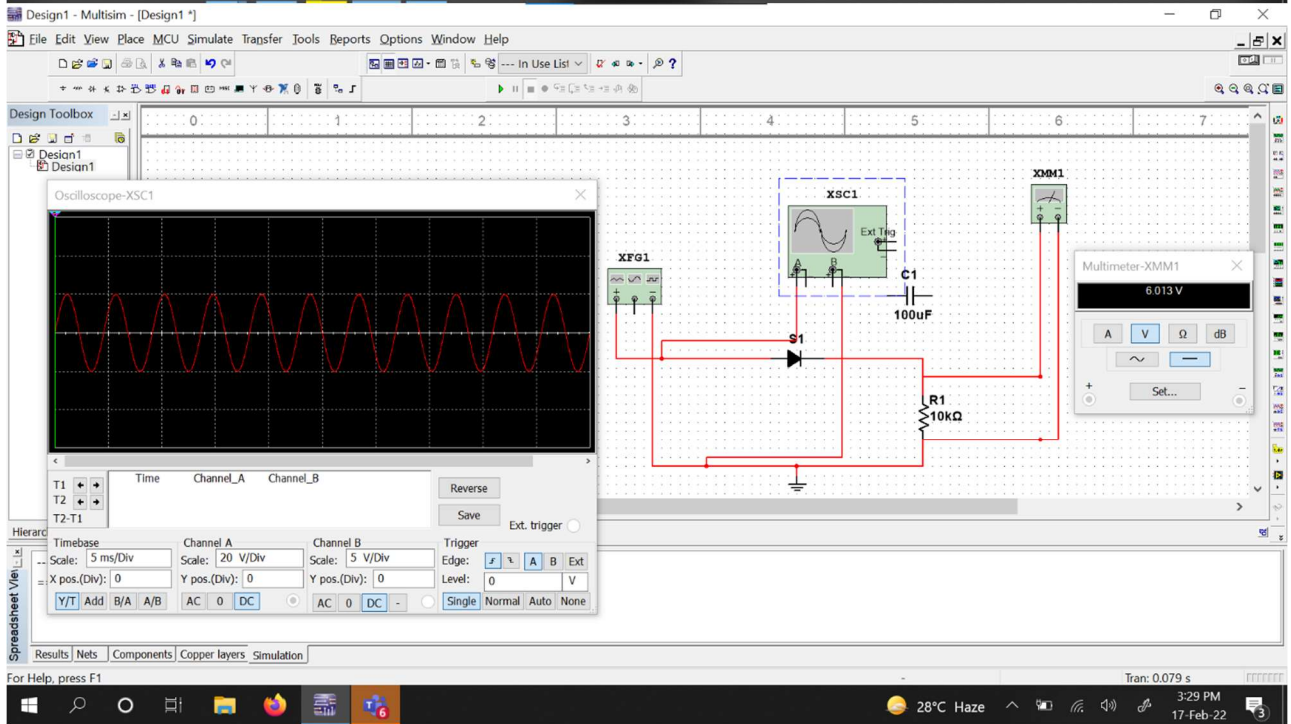 Design1 - Multisim - [Design1 *]
File Edit View Place MCU Simulate Transfer Tools Reports Options Window Help
--- In Use List
Design Toolbox
0 1 2 3 4 5 6 7
Design1
Design1
Oscilloscope-XSC1
XSC1
Ext Trig
A B
XFG1
C1
100uF
S1
R1
10kΩ
XMM1
Multimeter-XMM1
6.013 V
A V Ω dB
Set...
Time Channel_A Channel_B
T1
T2
T2-T1
Reverse
Save
Ext. trigger
Timebase
Scale: 5 ms/Div
X pos.(Div): 0
Y/T Add B/A A/B
Channel A
Scale: 20 V/Div
Y pos.(Div): 0
AC 0 DC
Channel B
Scale: 5 V/Div
Y pos.(Div): 0
AC 0 DC -
Trigger
Edge: A B Ext
Level: 0 V
Single Normal Auto None
Hierarc
Spreadsheet View
Results Nets Components Copper layers Simulation
For Help, press F1
-
Tran: 0.079 s
28°C Haze
3:29 PM
17-Feb-22
6
3